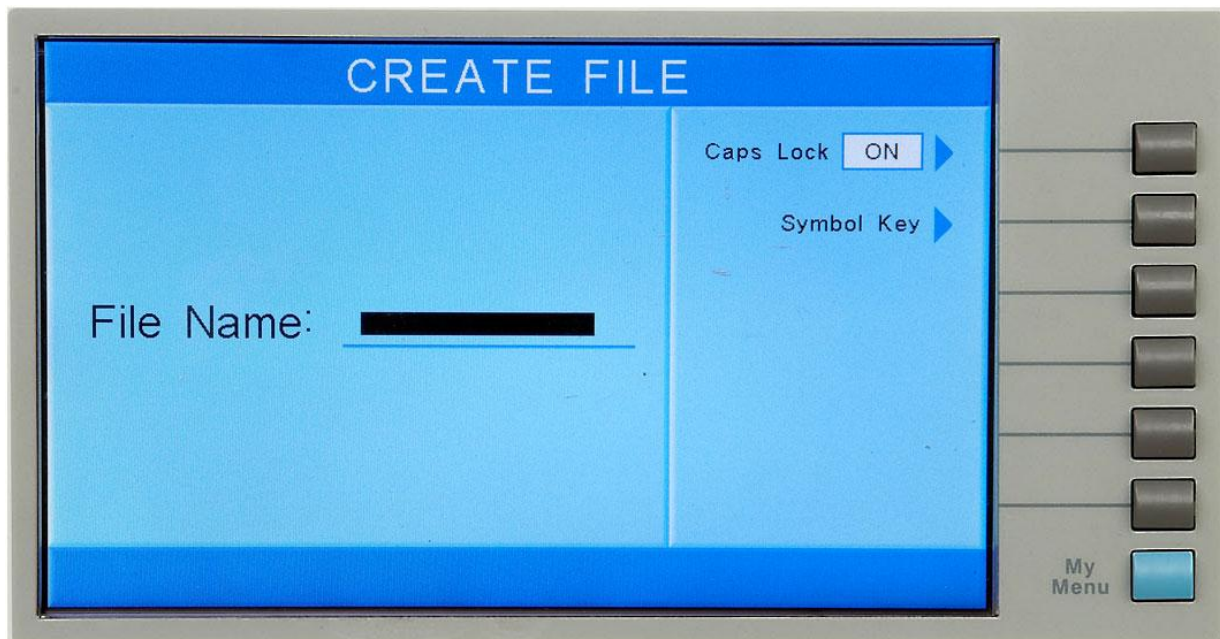 CREATE FILE
Caps Lock ON
Symbol Key
File Name:
My
Menu